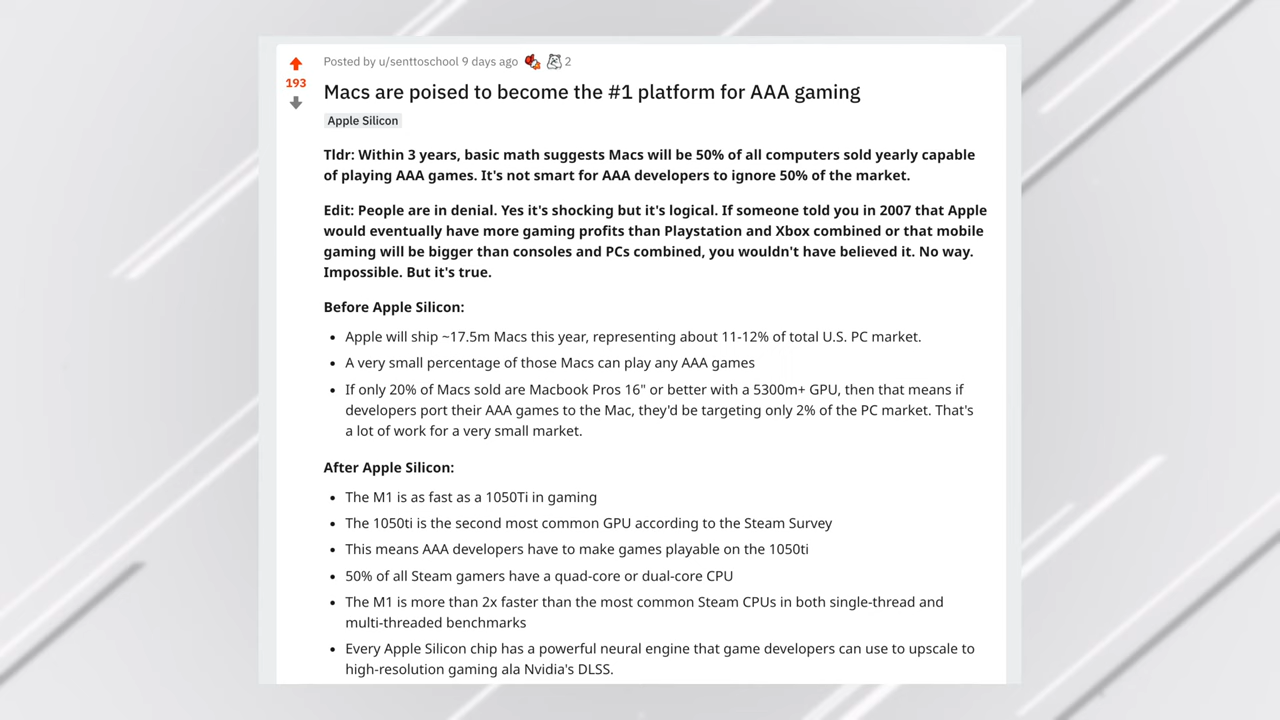 Posted by u/senttoschool 9 days ago 2
193
Macs are poised to become the #1 platform for AAA gaming
Apple Silicon
Tldr: Within 3 years, basic math suggests Macs will be 50% of all computers sold yearly capable
of playing AAA games. It's not smart for AAA developers to ignore 50% of the market.
Edit: People are in denial. Yes it's shocking but it's logical. If someone told you in 2007 that Apple
would eventually have more gaming profits than Playstation and Xbox combined or that mobile
gaming will be bigger than consoles and PCs combined, you wouldn't have believed it. No way.
Impossible. But it's true.
Before Apple Silicon:
• Apple will ship ~17.5m Macs this year, representing about 11-12% of total U.S. PC market.
• A very small percentage of those Macs can play any AAA games
• If only 20% of Macs sold are Macbook Pros 16" or better with a 5300m+ GPU, then that means if
developers port their AAA games to the Mac, they'd be targeting only 2% of the PC market. That's
a lot of work for a very small market.
After Apple Silicon:
• The M1 is as fast as a 1050Ti in gaming
• The 1050ti is the second most common GPU according to the Steam Survey
• This means AAA developers have to make games playable on the 1050ti
• 50% of all Steam gamers have a quad-core or dual-core CPU
• The M1 is more than 2x faster than the most common Steam CPUs in both single-thread and
multi-threaded benchmarks
• Every Apple Silicon chip has a powerful neural engine that game developers can use to upscale to
high-resolution gaming ala Nvidia's DLSS.